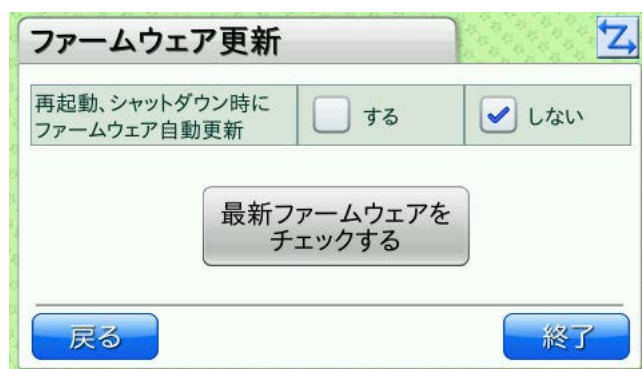 ファームウェア更新
再起動、シャットダウン時に
ファームウェア自動更新
する
しない
最新ファームウェアを
チェックする
戻る
終了